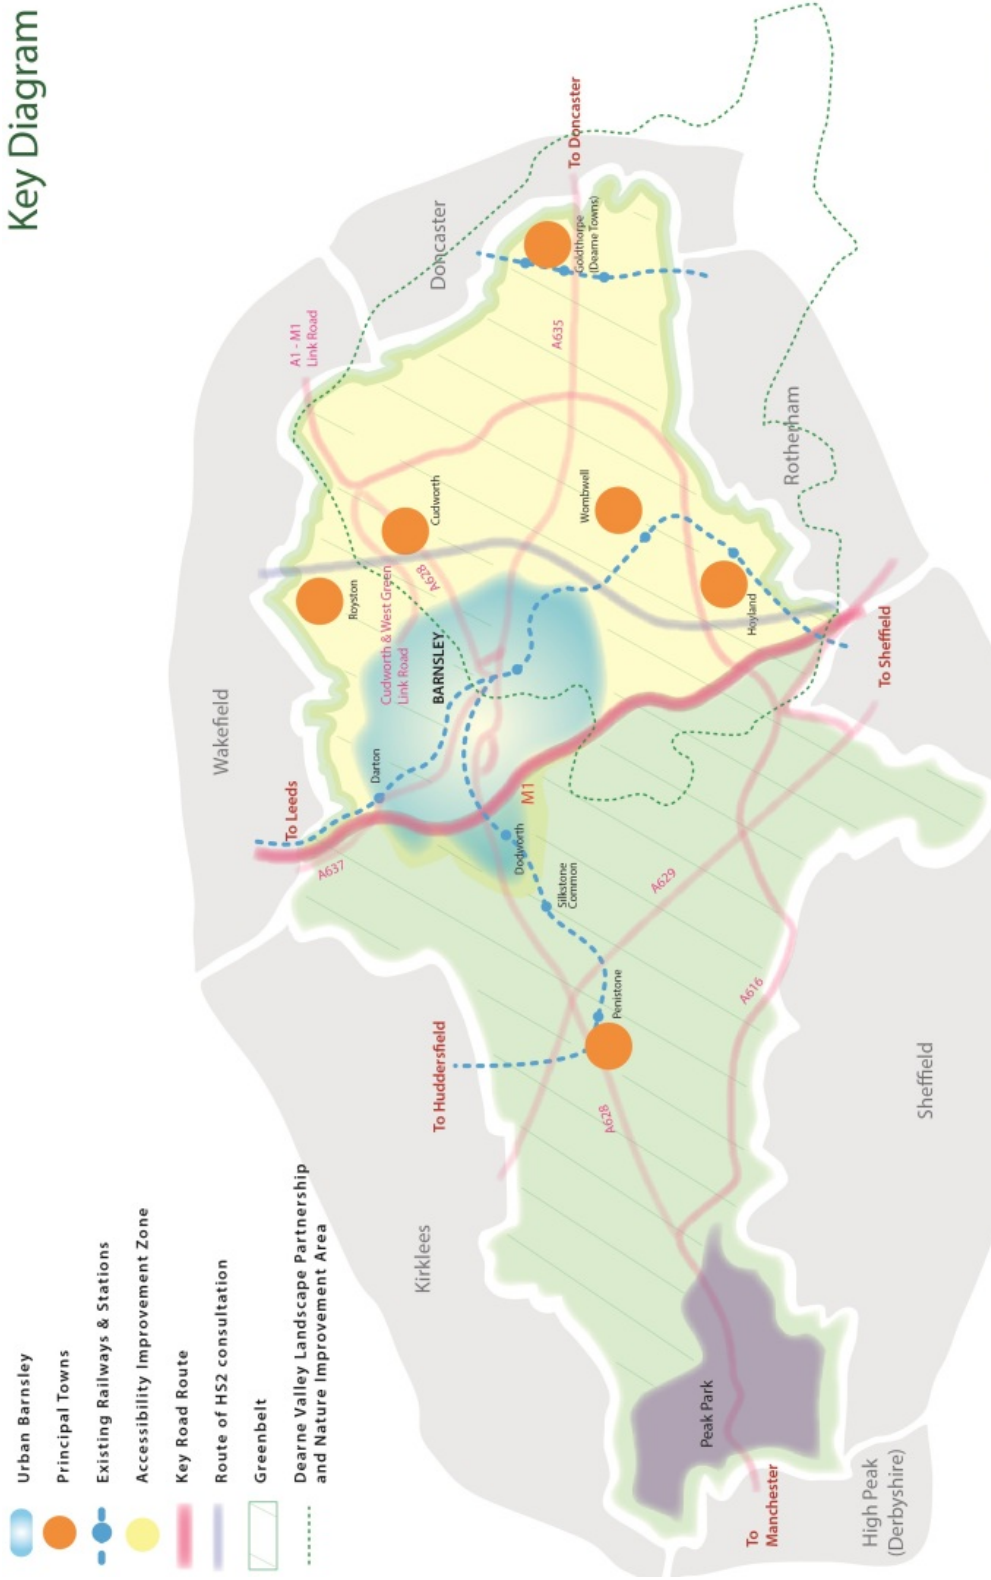 Key Diagram
Urban Barnsley
Principal Towns
Existing Railways & Stations
Accessibility Improvement Zone
Key Road Route
Route of HS2 consultation
Greenbelt
Dearne Valley Landscape Partnership
and Nature Improvement Area
Wakefield
Doncaster
Kirklees
Rotherham
Sheffield
High Peak
(Derbyshire)
Peak Park
To Leeds
To Huddersfield
To Doncaster
To Sheffield
To
Manchester
A1 - M1
Link Road
Royston
Cudworth
Cudworth & West Green
Link Road
A628
BARNSLEY
Darton
A637
M1
Dodworth
Silkstone
Common
Penistone
A628
A629
A616
A635
Goldthorpe
(Dearne Towns)
Wombwell
Hoyland